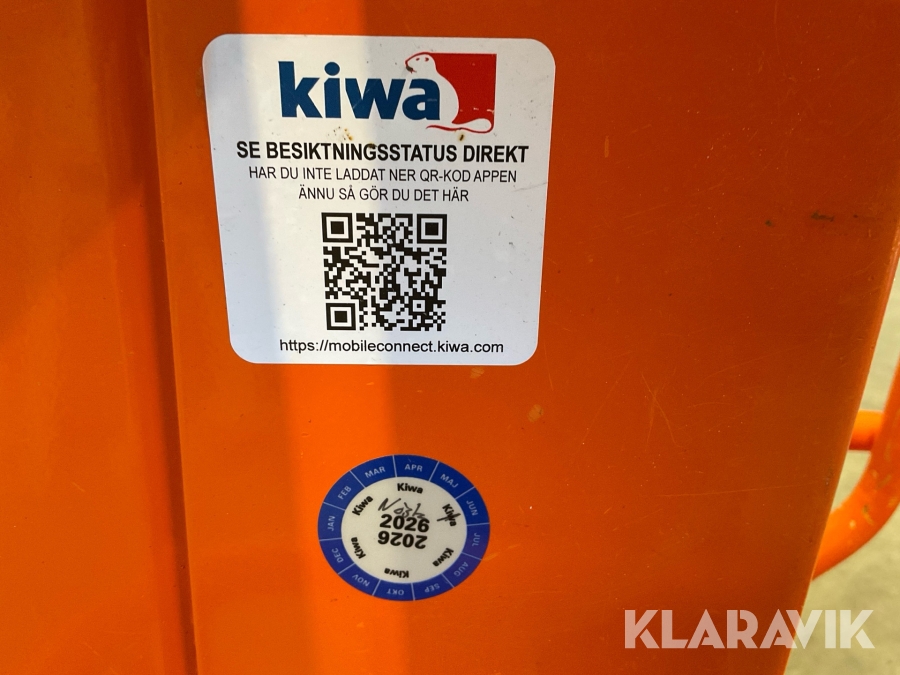 kiwa
SE BESIKTNINGSSTATUS DIREKT
HAR DU INTE LADDAT NER QR-KOD APPEN
ÄNNU SÅ GÖR DU DET HÄR
https://mobileconnect.kiwa.com
JAN FEB MAR APR MAJ JUN JUL AUG SEP OKT NOV DEC
Kiwa Kiwa Kiwa Kiwa Kiwa Kiwa
2026
2026
KLARAVIK